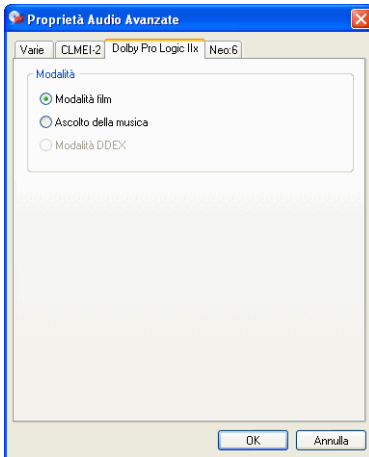 Proprietà Audio Avanzate
Varie CLMEI-2 Dolby Pro Logic IIx Neo:6
Modalità
Modalità film
Ascolto della musica
Modalità DDEX
OK Annulla